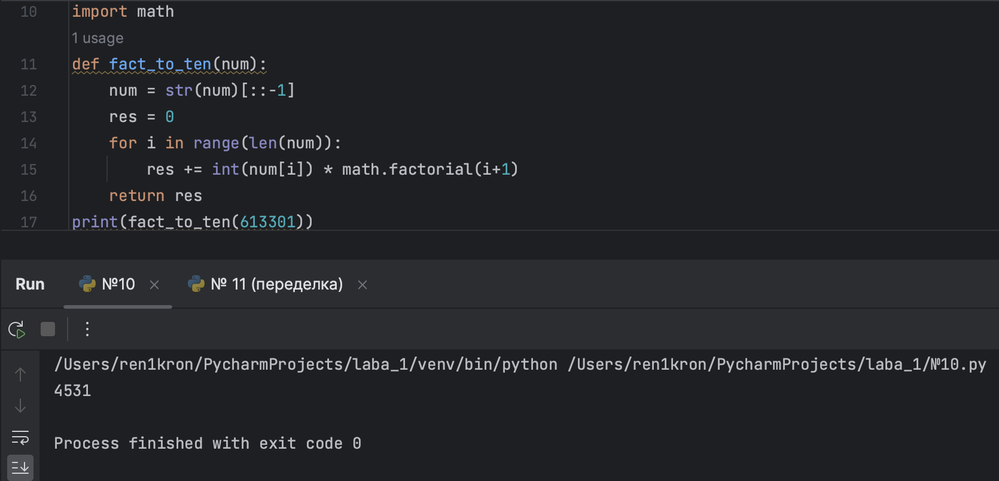 10 import math
1 usage
11 def fact_to_ten(num):
12 num = str(num)[::-1]
13 res = 0
14 for i in range(len(num)):
15 res += int(num[i]) * math.factorial(i+1)
16 return res
17 print(fact_to_ten(613301))
Run №10 № 11 (переделка)
/Users/ren1kron/PycharmProjects/laba_1/venv/bin/python /Users/ren1kron/PycharmProjects/laba_1/№10.py
4531
Process finished with exit code 0